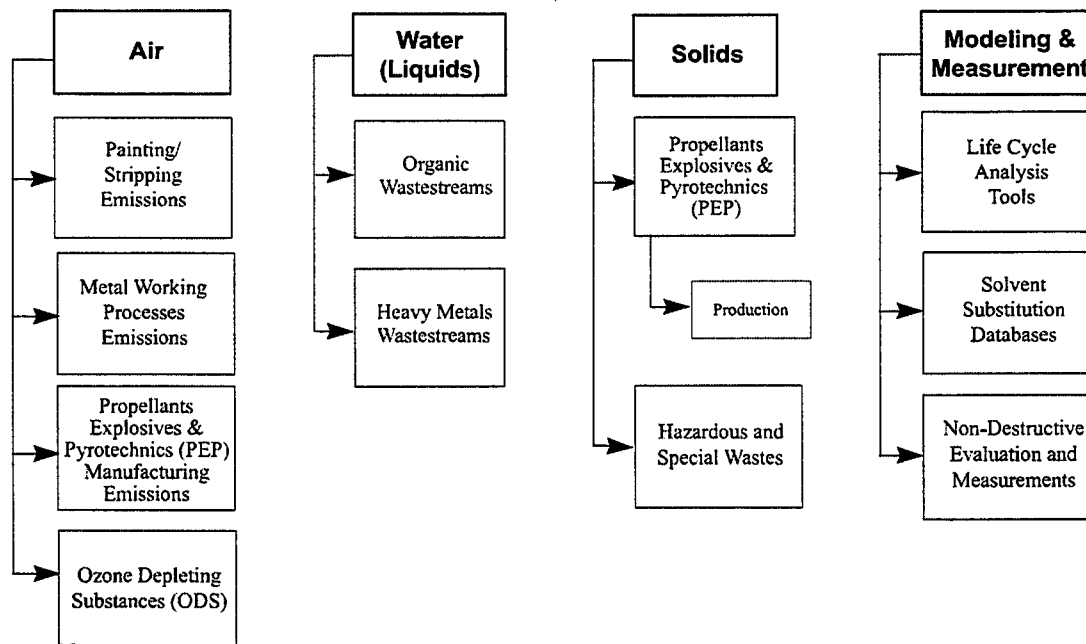 Air
Painting/
Stripping
Emissions
Metal Working
Processes
Emissions
Propellants
Explosives &
Pyrotechnics (PEP)
Manufacturing
Emissions
Ozone Depleting
Substances (ODS)
Water
(Liquids)
Organic
Wastestreams
Heavy Metals
Wastestreams
Solids
Propellants
Explosives &
Pyrotechnics
(PEP)
Production
Hazardous and
Special Wastes
Modeling &
Measurement
Life Cycle
Analysis
Tools
Solvent
Substitution
Databases
Non-Destructive
Evaluation and
Measurements